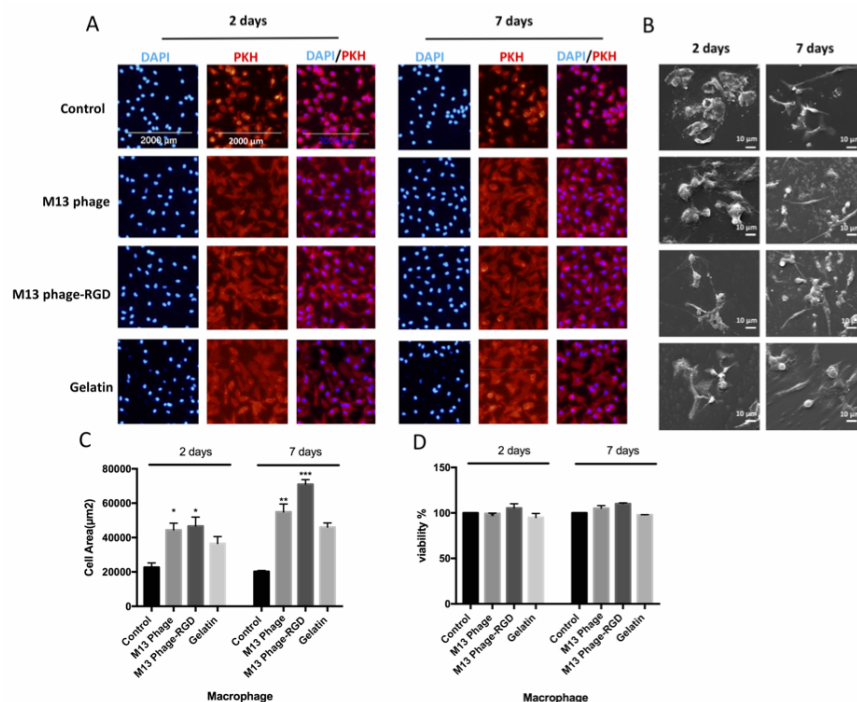 A
2 days
7 days
DAPI PKH DAPI/PKH DAPI PKH DAPI/PKH
Control
2000 µm 2000 µm
M13 phage
M13 phage-RGD
Gelatin
B
2 days 7 days
10 µm 10 µm
10 µm 10 µm
10 µm 10 µm
10 µm 10 µm
C
2 days 7 days
Cell Area(µm2)
80000
60000
40000
20000
0
* * ** ***
Control M13 Phage M13 Phage-RGD Gelatin Control M13 Phage M13 Phage-RGD Gelatin
Macrophage
D
2 days 7 days
viability %
150
100
50
0
Control M13 Phage M13 Phage-RGD Gelatin Control M13 Phage M13 Phage-RGD Gelatin
Macrophage